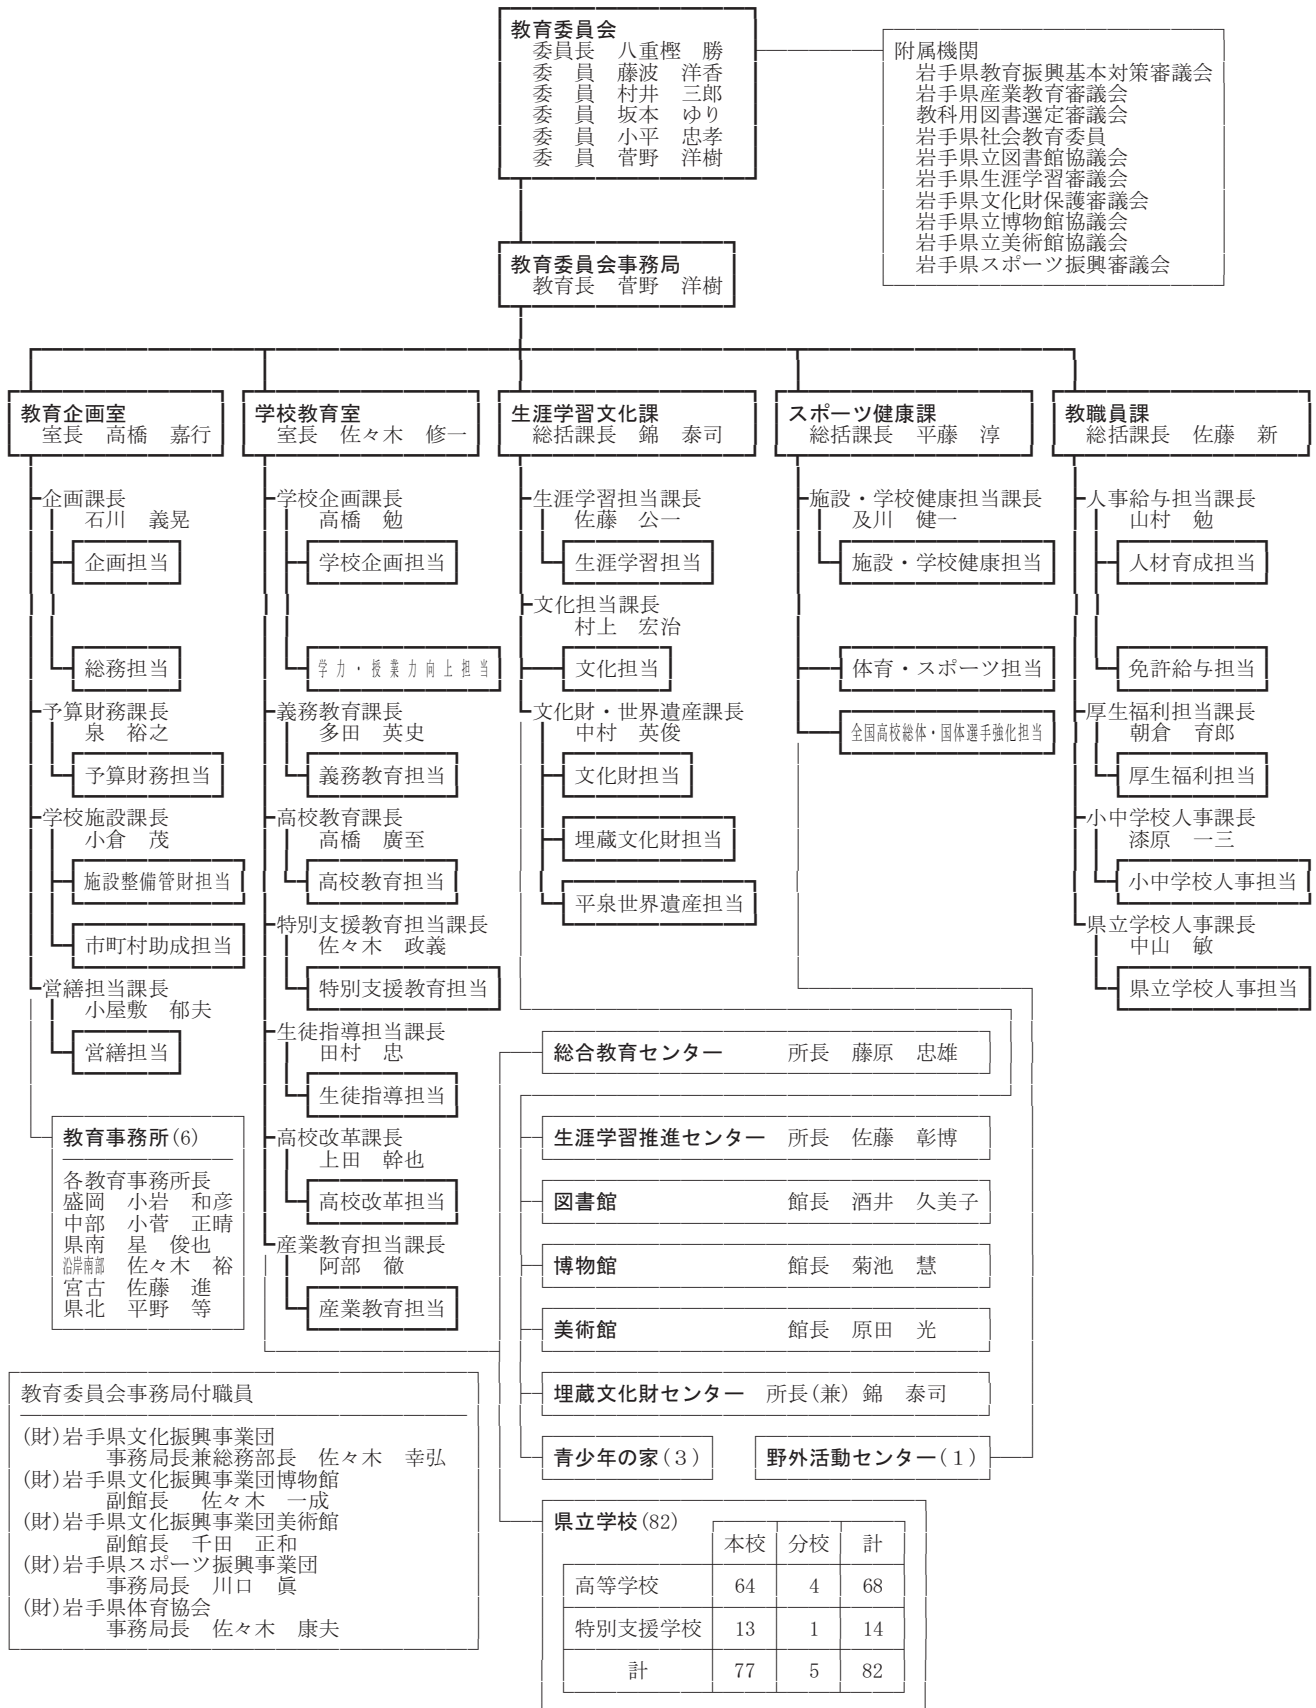 教育委員会
委員長　八重樫　勝
委　員　藤波　洋香
委　員　村井　三郎
委　員　坂本　ゆり
委　員　小平　忠孝
委　員　菅野　洋樹
附属機関
岩手県教育振興基本対策審議会
岩手県産業教育審議会
教科用図書選定審議会
岩手県社会教育委員
岩手県立図書館協議会
岩手県生涯学習審議会
岩手県文化財保護審議会
岩手県立博物館協議会
岩手県立美術館協議会
岩手県スポーツ振興審議会
教育委員会事務局
教育長　菅野　洋樹
教育企画室
室長　高橋　嘉行
企画課長
石川　義晃
企画担当
総務担当
予算財務課長
泉　裕之
予算財務担当
学校施設課長
小倉　茂
施設整備管財担当
市町村助成担当
営繕担当課長
小屋敷　郁夫
営繕担当
教育事務所(6)
各教育事務所長
盛岡　小岩　和彦
中部　小菅　正晴
県南　星　俊也
沿岸南部　佐々木　裕
宮古　佐藤　進
県北　平野　等
学校教育室
室長　佐々木　修一
学校企画課長
高橋　勉
学校企画担当
学力・授業力向上担当
義務教育課長
多田　英史
義務教育担当
高校教育課長
高橋　廣至
高校教育担当
特別支援教育担当課長
佐々木　政義
特別支援教育担当
生徒指導担当課長
田村　忠
生徒指導担当
高校改革課長
上田　幹也
高校改革担当
産業教育担当課長
阿部　徹
産業教育担当
生涯学習文化課
総括課長　錦　泰司
生涯学習担当課長
佐藤　公一
生涯学習担当
文化担当課長
村上　宏治
文化担当
文化財・世界遺産課長
中村　英俊
文化財担当
埋蔵文化財担当
平泉世界遺産担当
スポーツ健康課
総括課長　平藤　淳
施設・学校健康担当課長
及川　健一
施設・学校健康担当
体育・スポーツ担当
全国高校総体・国体選手強化担当
教職員課
総括課長　佐藤　新
人事給与担当課長
山村　勉
人材育成担当
免許給与担当
厚生福利担当課長
朝倉　育郎
厚生福利担当
小中学校人事課長
漆原　一三
小中学校人事担当
県立学校人事課長
中山　敏
県立学校人事担当
総合教育センター　所長　藤原　忠雄
生涯学習推進センター　所長　佐藤　彰博
図書館　館長　酒井　久美子
博物館　館長　菊池　慧
美術館　館長　原田　光
埋蔵文化財センター　所長(兼)　錦　泰司
青少年の家(3)　野外活動センター(1)
県立学校(82)
本校　分校　計
高等学校　64　4　68
特別支援学校　13　1　14
計　77　5　82
教育委員会事務局付職員
(財)岩手県文化振興事業団
事務局長兼総務部長　佐々木　幸弘
(財)岩手県文化振興事業団博物館
副館長　佐々木　一成
(財)岩手県文化振興事業団美術館
副館長　千田　正和
(財)岩手県スポーツ振興事業団
事務局長　川口　眞
(財)岩手県体育協会
事務局長　佐々木　康夫